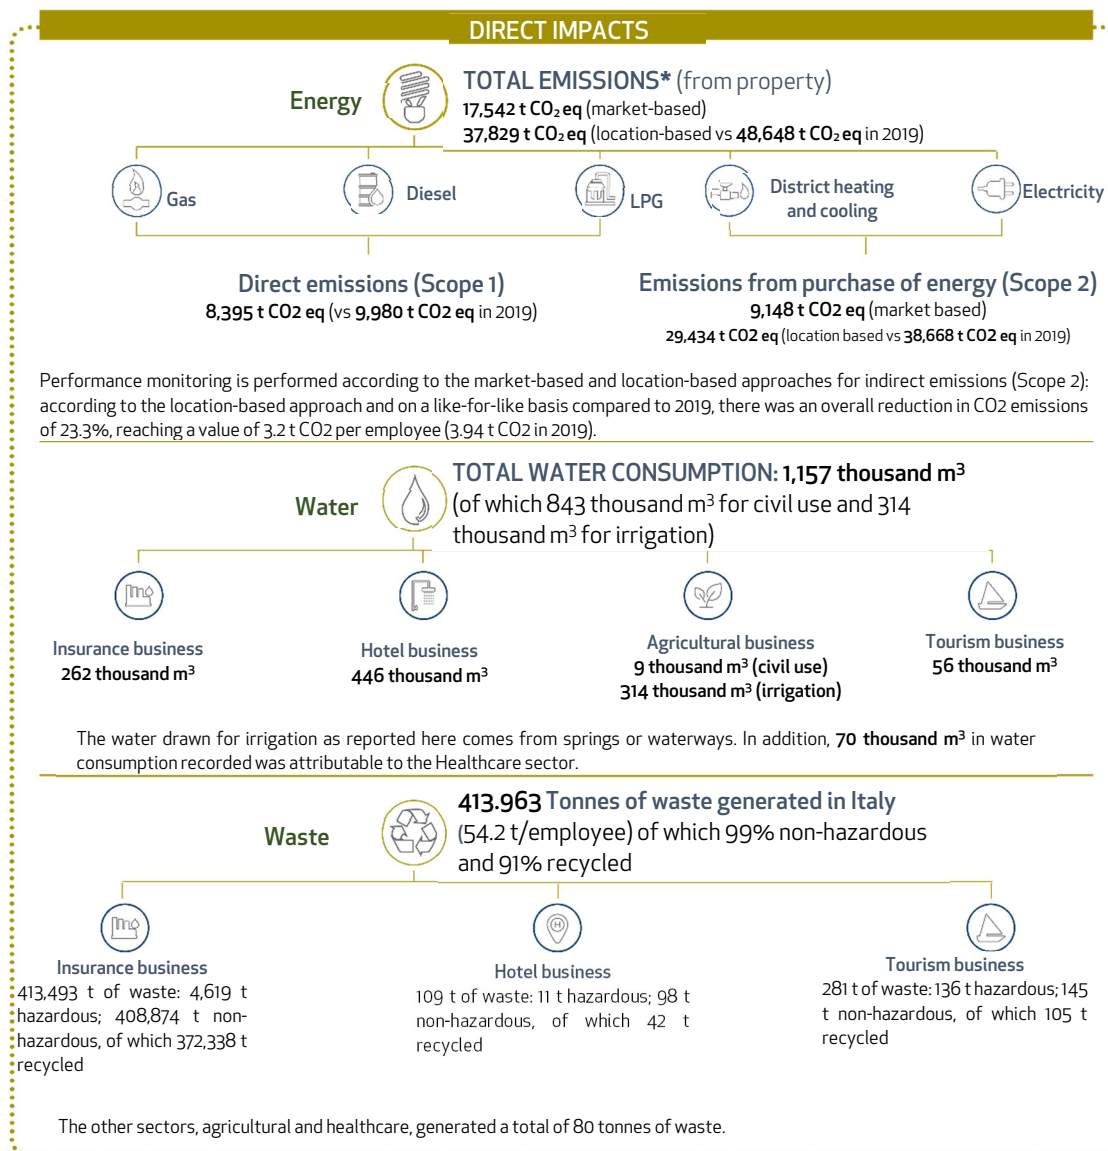 DIRECT IMPACTS
Energy
TOTAL EMISSIONS* (from property)
17,542 t CO₂ eq (market-based)
37,829 t CO₂ eq (location-based vs 48,648 t CO₂ eq in 2019)
Gas
Diesel
LPG
District heating
and cooling
Electricity
Direct emissions (Scope 1)
8,395 t CO2 eq (vs 9,980 t CO2 eq in 2019)
Emissions from purchase of energy (Scope 2)
9,148 t CO2 eq (market based)
29,434 t CO2 eq (location based vs 38,668 t CO2 eq in 2019)
Performance monitoring is performed according to the market-based and location-based approaches for indirect emissions (Scope 2):
according to the location-based approach and on a like-for-like basis compared to 2019, there was an overall reduction in CO2 emissions
of 23.3%, reaching a value of 3.2 t CO2 per employee (3.94 t CO2 in 2019).
Water
TOTAL WATER CONSUMPTION: 1,157 thousand m³
(of which 843 thousand m³ for civil use and 314
thousand m³ for irrigation)
Insurance business
262 thousand m³
Hotel business
446 thousand m³
Agricultural business
9 thousand m³ (civil use)
314 thousand m³ (irrigation)
Tourism business
56 thousand m³
The water drawn for irrigation as reported here comes from springs or waterways. In addition, 70 thousand m³ in water
consumption recorded was attributable to the Healthcare sector.
Waste
413.963 Tonnes of waste generated in Italy
(54.2 t/employee) of which 99% non-hazardous
and 91% recycled
Insurance business
413,493 t of waste: 4,619 t
hazardous; 408,874 t non-
hazardous, of which 372,338 t
recycled
H
Hotel business
109 t of waste: 11 t hazardous; 98 t
non-hazardous, of which 42 t
recycled
Tourism business
281 t of waste: 136 t hazardous; 145
t non-hazardous, of which 105 t
recycled
The other sectors, agricultural and healthcare, generated a total of 80 tonnes of waste.